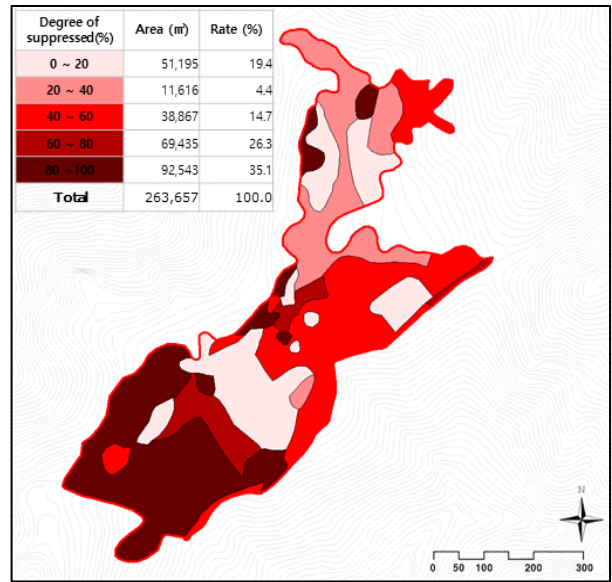 Degree of suppressed(%) Area (㎡) Rate (%)
0 ~ 20 51,195 19.4
20 ~ 40 11,616 4.4
40 ~ 60 38,867 14.7
60 ~ 80 69,435 26.3
80 ~100 92,543 35.1
Total 263,657 100.0
N
0 50 100 200 300